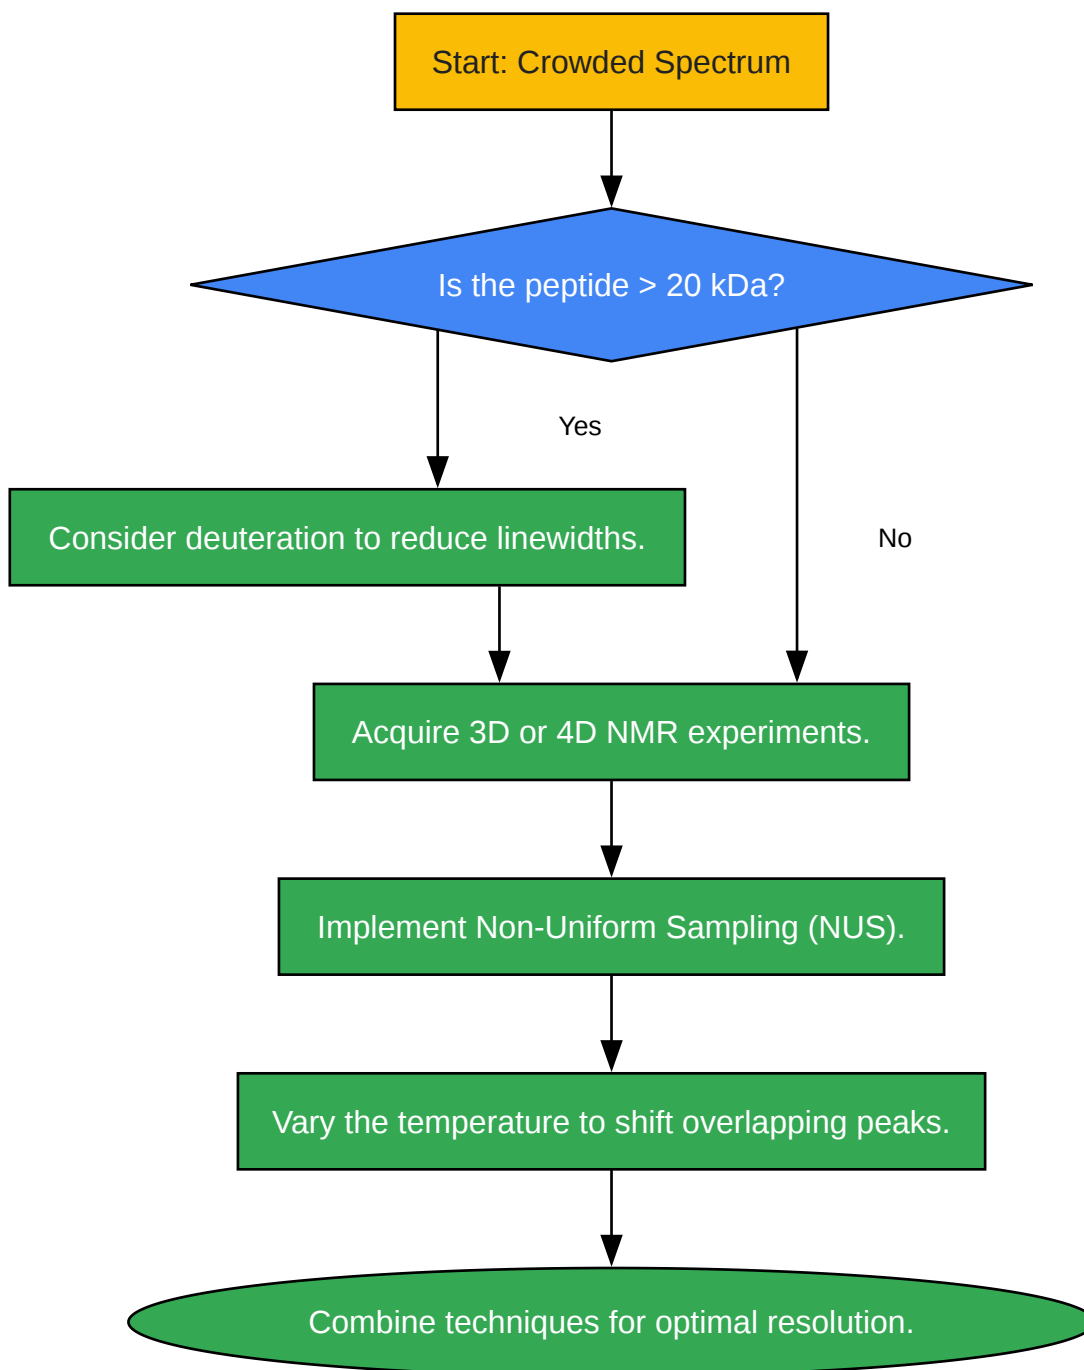 Start: Crowded Spectrum
Is the peptide > 20 kDa?
Yes
Consider deuteration to reduce linewidths.
No
Acquire 3D or 4D NMR experiments.
Implement Non-Uniform Sampling (NUS).
Vary the temperature to shift overlapping peaks.
Combine techniques for optimal resolution.